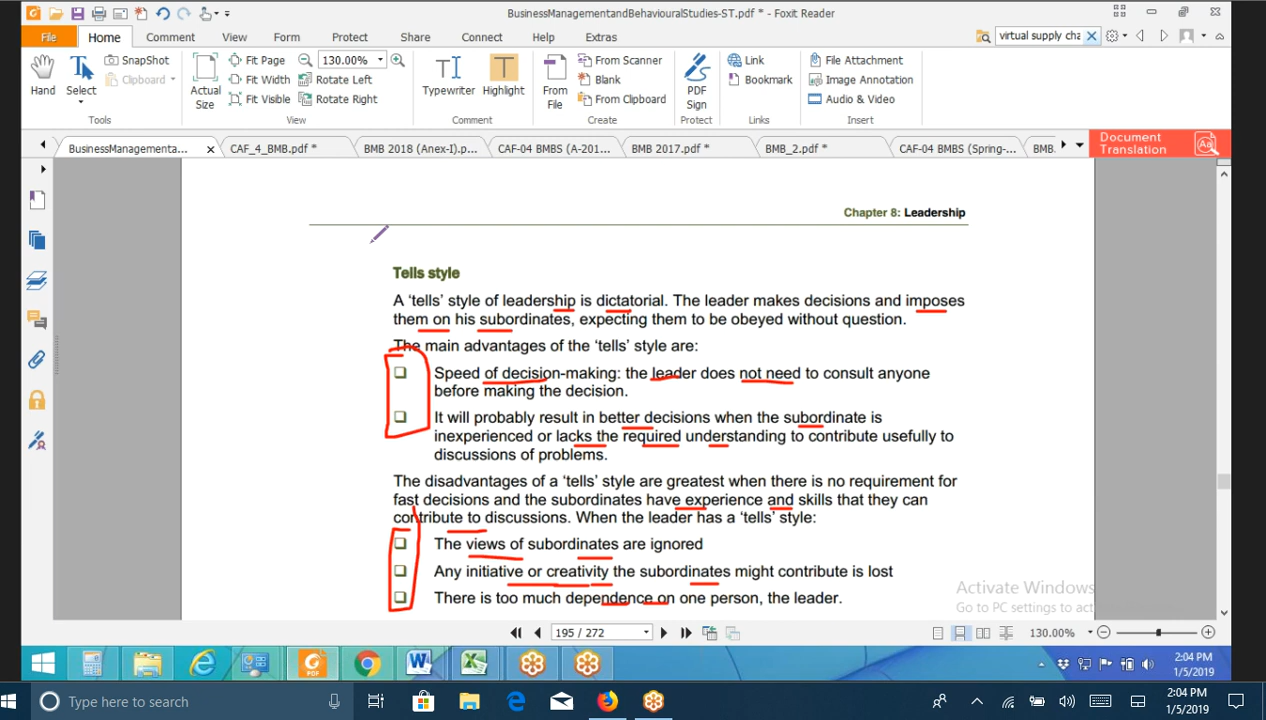 BusinessManagementandBehaviouralStudies-ST.pdf * - Foxit Reader
File Home Comment View Form Protect Share Connect Help Extras
virtual supply cha
SnapShot Fit Page 130.00% From Scanner Link File Attachment
Clipboard Fit Width Rotate Left Blank Bookmark Image Annotation
Hand Select Actual Size Fit Visible Rotate Right Typewriter Highlight From File From Clipboard PDF Sign Audio & Video
Tools View Comment Create Protect Links Insert
BusinessManagementa... CAF_4_BMB.pdf * BMB 2018 (Anex-I).p... CAF-04 BMBS (A-201... BMB 2017.pdf * BMB_2.pdf * CAF-04 BMBS (Spring-... BMB.
Document Translation
Chapter 8: Leadership
Tells style
A ‘tells’ style of leadership is dictatorial. The leader makes decisions and imposes
them on his subordinates, expecting them to be obeyed without question.
The main advantages of the ‘tells’ style are:
Speed of decision-making: the leader does not need to consult anyone
before making the decision.
It will probably result in better decisions when the subordinate is
inexperienced or lacks the required understanding to contribute usefully to
discussions of problems.
The disadvantages of a ‘tells’ style are greatest when there is no requirement for
fast decisions and the subordinates have experience and skills that they can
contribute to discussions. When the leader has a ‘tells’ style:
The views of subordinates are ignored
Any initiative or creativity the subordinates might contribute is lost
There is too much dependence on one person, the leader.
Activate Windows
Go to PC settings to act
195 / 272 130.00%
2:04 PM
1/5/2019
Type here to search
2:04 PM
1/5/2019